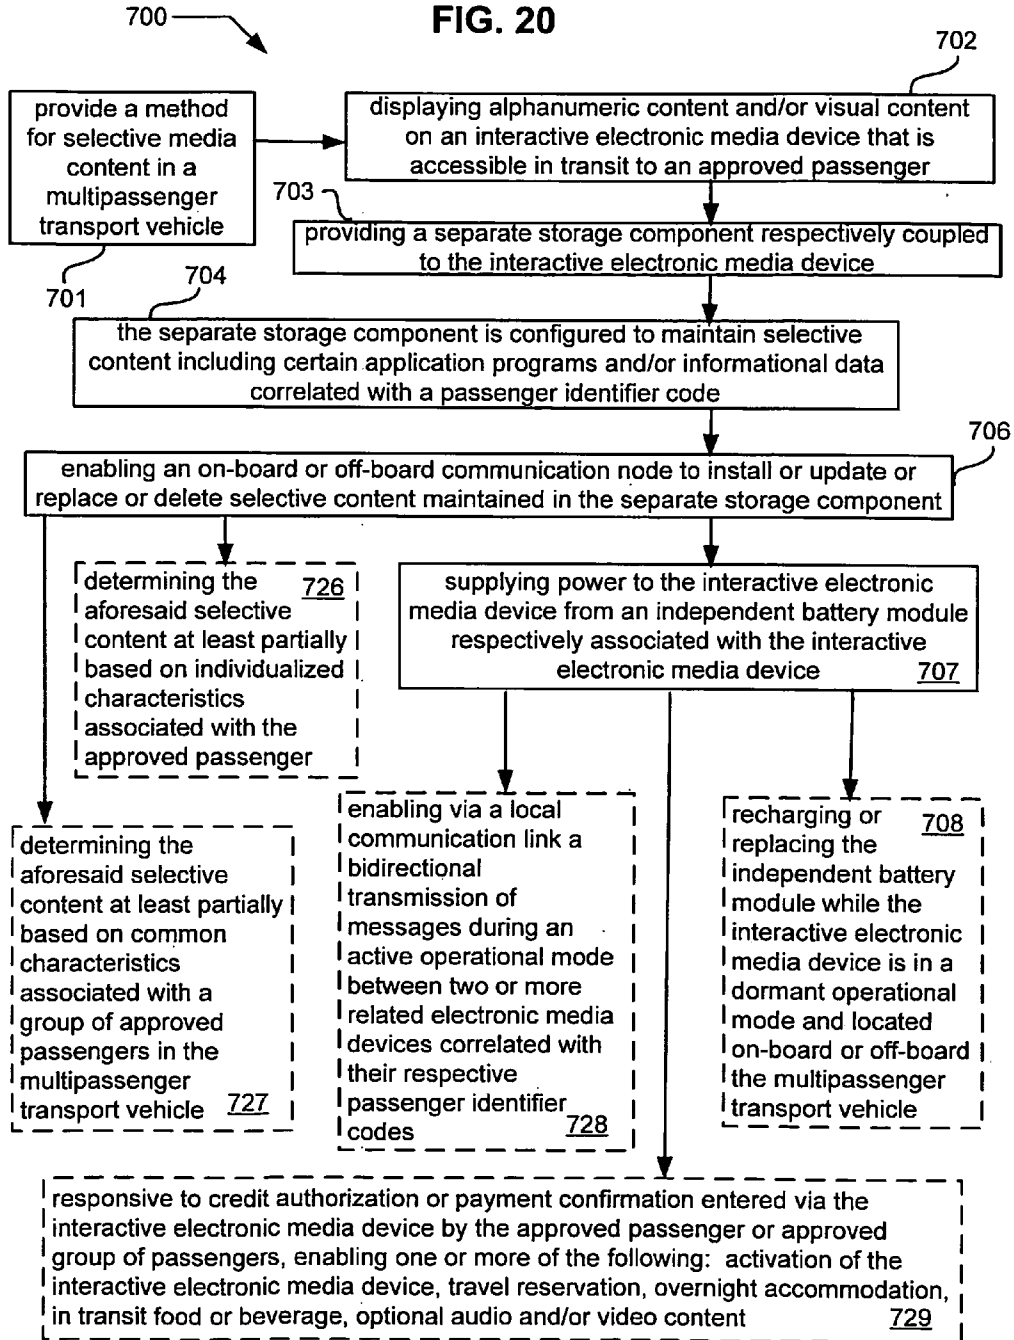 FIG. 20
700
702
provide a method
for selective media
content in a
multipassenger
transport vehicle
701
displaying alphanumeric content and/or visual content
on an interactive electronic media device that is
accessible in transit to an approved passenger
703
providing a separate storage component respectively coupled
to the interactive electronic media device
704
the separate storage component is configured to maintain selective
content including certain application programs and/or informational data
correlated with a passenger identifier code
706
enabling an on-board or off-board communication node to install or update or
replace or delete selective content maintained in the separate storage component
determining the 726
aforesaid selective
content at least partially
based on individualized
characteristics
associated with the
approved passenger
supplying power to the interactive electronic
media device from an independent battery module
respectively associated with the interactive
electronic media device 707
determining the
aforesaid selective
content at least partially
based on common
characteristics
associated with a
group of approved
passengers in the
multipassenger
transport vehicle 727
enabling via a local
communication link a
bidirectional
transmission of
messages during an
active operational mode
between two or more
related electronic media
devices correlated with
their respective
passenger identifier
codes 728
recharging or 708
replacing the
independent battery
module while the
interactive electronic
media device is in a
dormant operational
mode and located
on-board or off-board
the multipassenger
transport vehicle
responsive to credit authorization or payment confirmation entered via the
interactive electronic media device by the approved passenger or approved
group of passengers, enabling one or more of the following: activation of the
interactive electronic media device, travel reservation, overnight accommodation,
in transit food or beverage, optional audio and/or video content 729